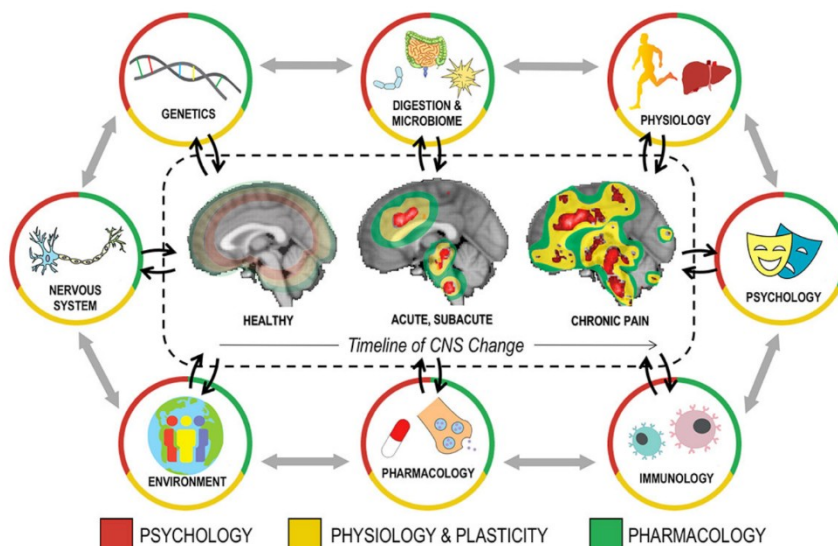 GENETICS
DIGESTION &
MICROBIOME
PHYSIOLOGY
NERVOUS
SYSTEM
PSYCHOLOGY
HEALTHY
ACUTE, SUBACUTE
CHRONIC PAIN
Timeline of CNS Change
ENVIRONMENT
PHARMACOLOGY
IMMUNOLOGY
PSYCHOLOGY
PHYSIOLOGY & PLASTICITY
PHARMACOLOGY